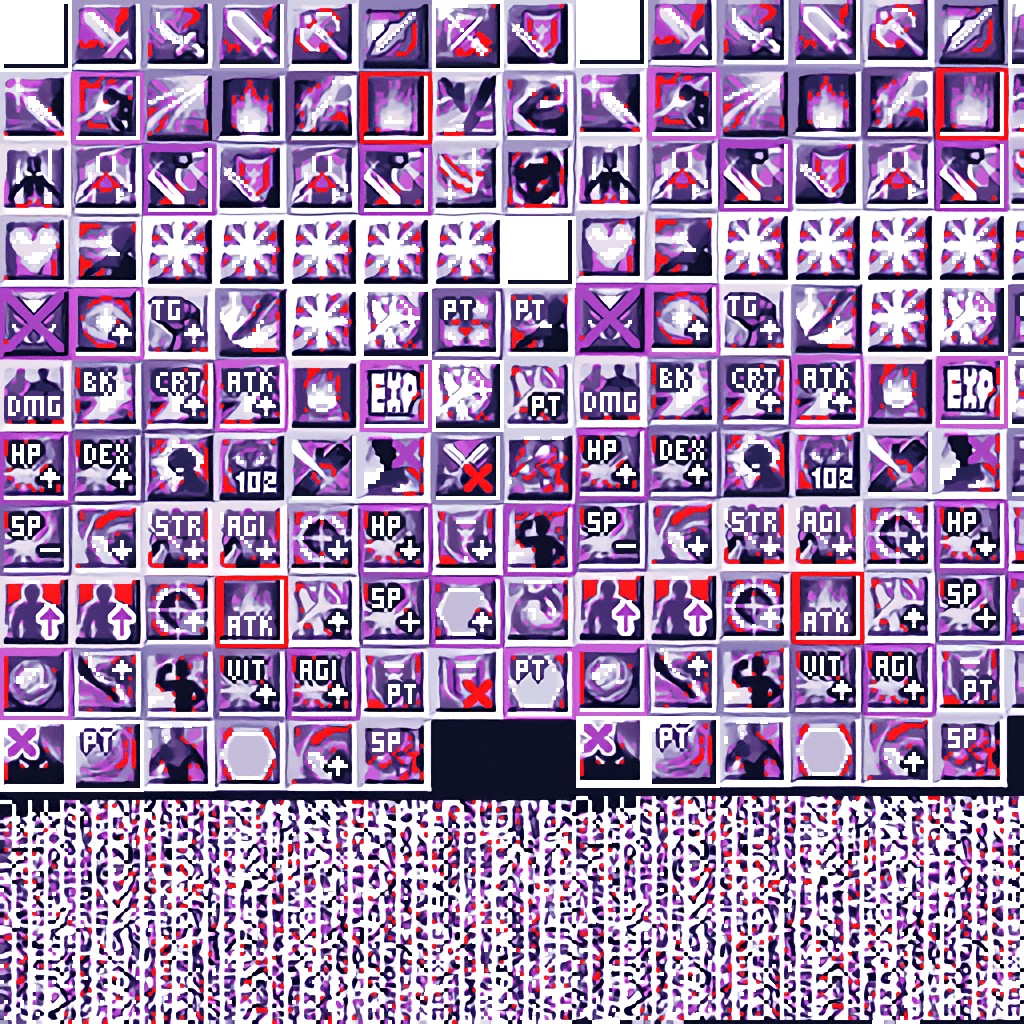 TG + PT PT TG +
DMG BK CRT + ATK + EXP PT DMG BK CRT + ATK + EXP
HP + DEX 102 HP + DEX 102
SP - + STR + AGI + + HP + + SP - + STR + AGI + + HP +
+ ATK + SP + + + ATK + SP +
+ VIT + AGI + PT PT + VIT + AGI + PT
PT + SP PT + SP